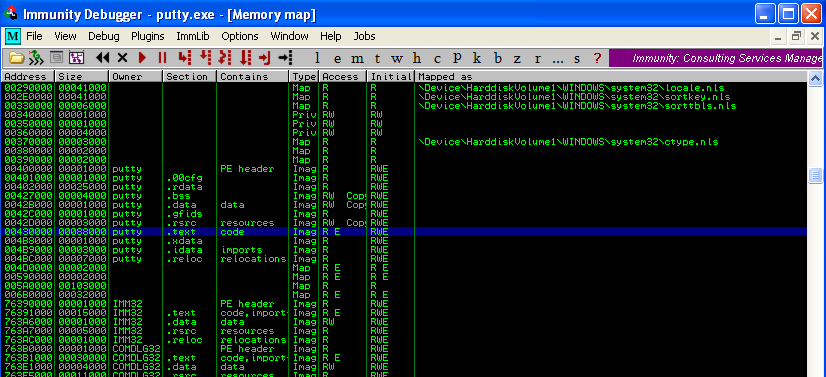 Immunity Debugger - putty.exe - [Memory map]
M File View Debug Plugins ImmLib Options Window Help Jobs
l e m t w h c p k b z r ... s ? Immunity: Consulting Services Manage
Address Size Owner Section Contains Type Access Initial Mapped as
00290000 00041000 Map R R \Device\HarddiskVolume1\WINDOWS\system32\locale.nls
002E0000 00041000 Map R R \Device\HarddiskVolume1\WINDOWS\system32\sortkey.nls
00330000 00006000 Map R R \Device\HarddiskVolume1\WINDOWS\system32\sorttbls.nls
00340000 00001000 Priv RW RW
00350000 00001000 Priv RW RW
00360000 00004000 Priv RW RW
00370000 00003000 Map R R \Device\HarddiskVolume1\WINDOWS\system32\ctype.nls
00380000 00002000 Map R R
00390000 00002000 Map R R
00400000 00001000 putty PE header Imag R RWE
00401000 00001000 putty .00cfg Imag R RWE
00402000 00025000 putty .rdata Imag R RWE
00427000 00004000 putty .bss Imag RW Copy RWE
0042B000 00001000 putty .data data Imag RW RWE
0042C000 00001000 putty .gfids Imag R RWE
0042D000 00003000 putty .rsrc resources Imag RW Copy RWE
00430000 00088000 putty .text code Imag R E RWE
004B8000 00001000 putty .xdata Imag R RWE
004B9000 00003000 putty .idata imports Imag R RWE
004BC000 00007000 putty .reloc relocations Imag R RWE
004D0000 00002000 Map R E R E
00590000 00002000 Map R E R E
005A0000 00103000 Map R R
006B0000 00032000 Map R E R E
76390000 00001000 IMM32 PE header Imag R RWE
76391000 00015000 IMM32 .text code,import Imag R E RWE
763A6000 00001000 IMM32 .data data Imag RW RWE
763A7000 00005000 IMM32 .rsrc resources Imag R RWE
763AC000 00001000 IMM32 .reloc relocations Imag R RWE
763B0000 00001000 COMDLG32 PE header Imag R RWE
763B1000 00030000 COMDLG32 .text code,import Imag R E RWE
763E1000 00004000 COMDLG32 .data data Imag RW RWE
763E5000 00011000 COMDLG32 .rsrc resources Imag R RWE